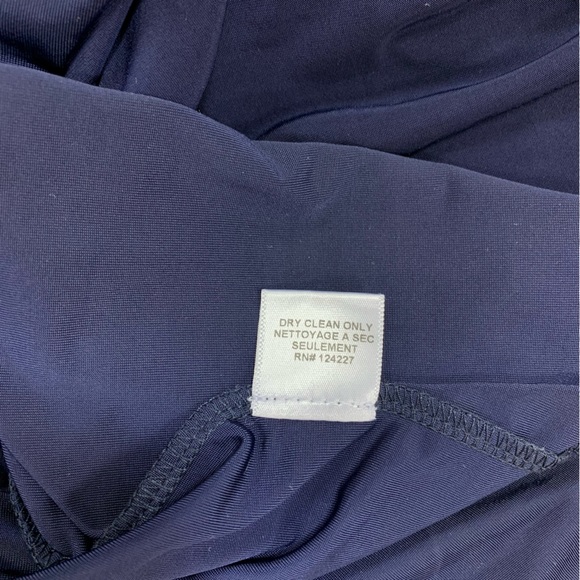 DRY CLEAN ONLY
NETTOYAGE A SEC
SEULEMENT
RN# 124227